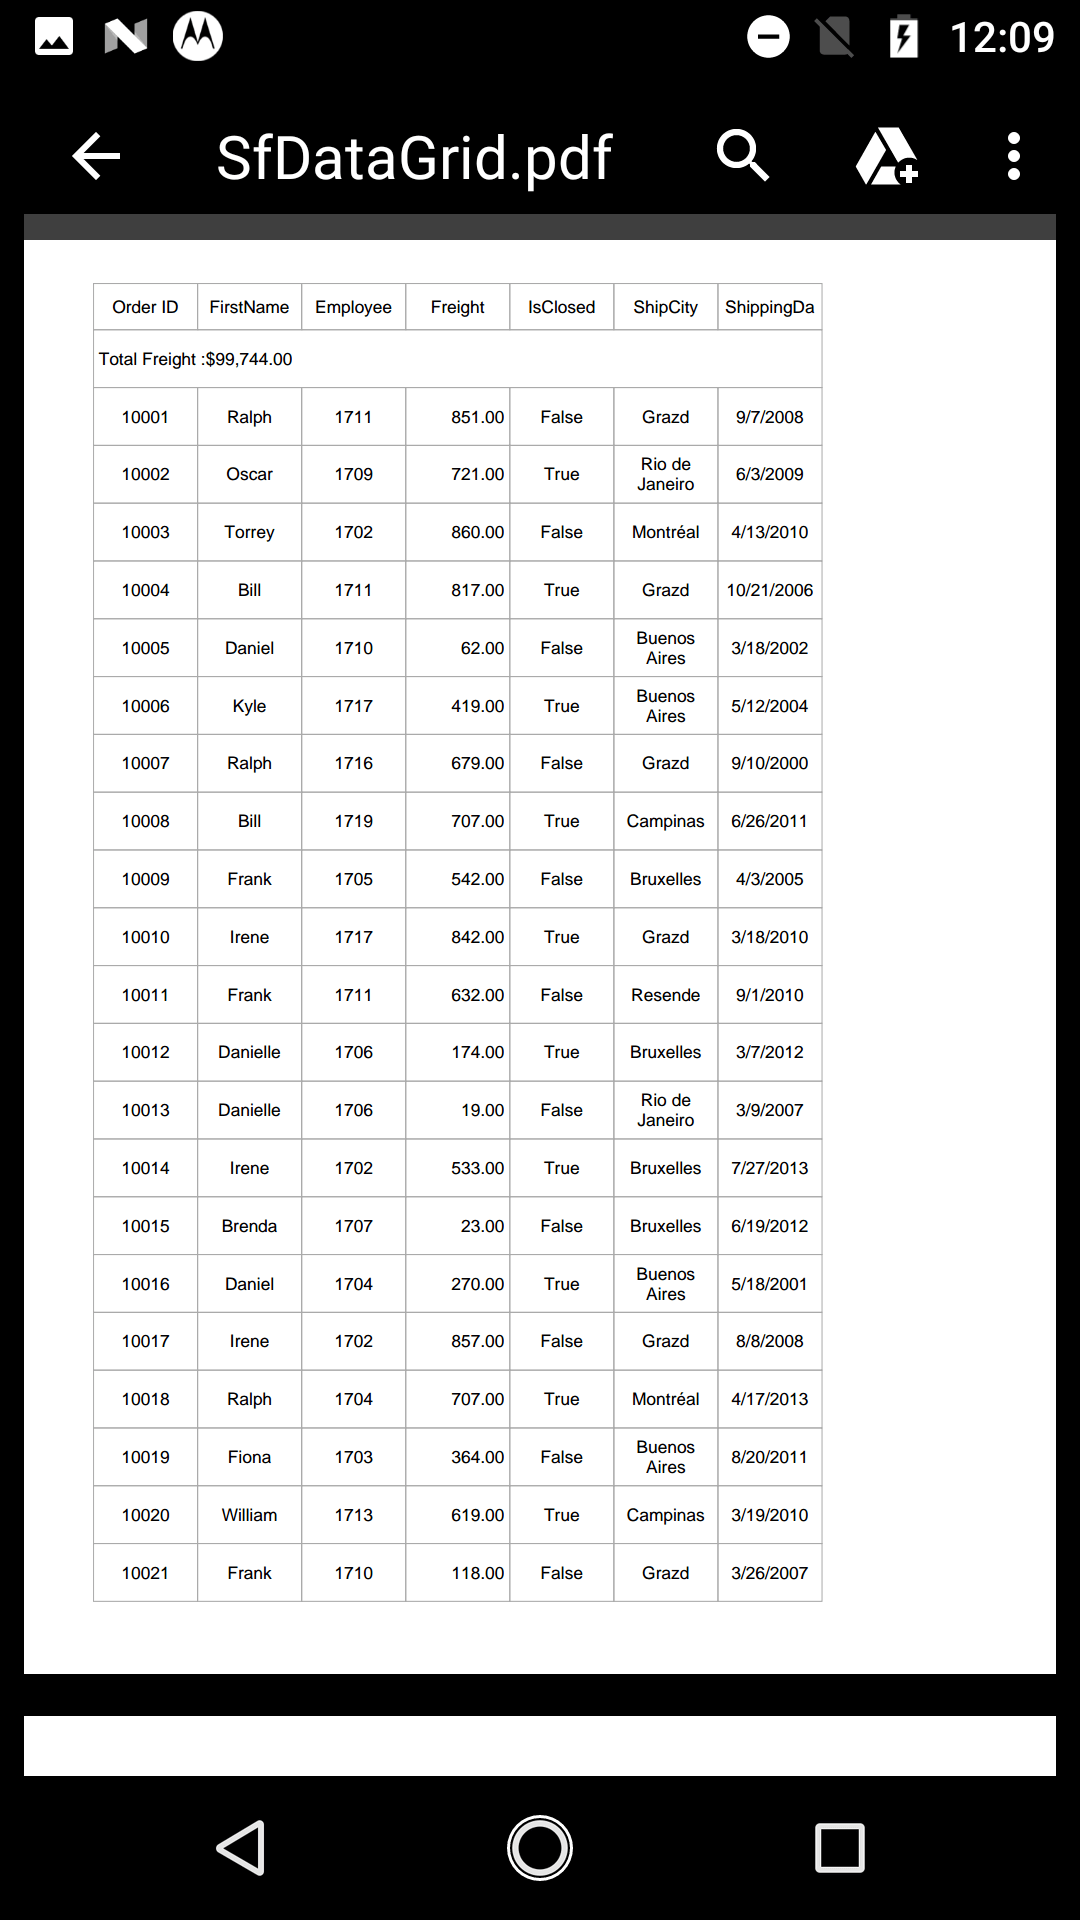 12:09
SfDataGrid.pdf
Order ID FirstName Employee Freight IsClosed ShipCity ShippingDa
Total Freight :$99,744.00
10001 Ralph 1711 851.00 False Grazd 9/7/2008
10002 Oscar 1709 721.00 True Rio de Janeiro 6/3/2009
10003 Torrey 1702 860.00 False Montréal 4/13/2010
10004 Bill 1711 817.00 True Grazd 10/21/2006
10005 Daniel 1710 62.00 False Buenos Aires 3/18/2002
10006 Kyle 1717 419.00 True Buenos Aires 5/12/2004
10007 Ralph 1716 679.00 False Grazd 9/10/2000
10008 Bill 1719 707.00 True Campinas 6/26/2011
10009 Frank 1705 542.00 False Bruxelles 4/3/2005
10010 Irene 1717 842.00 True Grazd 3/18/2010
10011 Frank 1711 632.00 False Resende 9/1/2010
10012 Danielle 1706 174.00 True Bruxelles 3/7/2012
10013 Danielle 1706 19.00 False Rio de Janeiro 3/9/2007
10014 Irene 1702 533.00 True Bruxelles 7/27/2013
10015 Brenda 1707 23.00 False Bruxelles 6/19/2012
10016 Daniel 1704 270.00 True Buenos Aires 5/18/2001
10017 Irene 1702 857.00 False Grazd 8/8/2008
10018 Ralph 1704 707.00 True Montréal 4/17/2013
10019 Fiona 1703 364.00 False Buenos Aires 8/20/2011
10020 William 1713 619.00 True Campinas 3/19/2010
10021 Frank 1710 118.00 False Grazd 3/26/2007